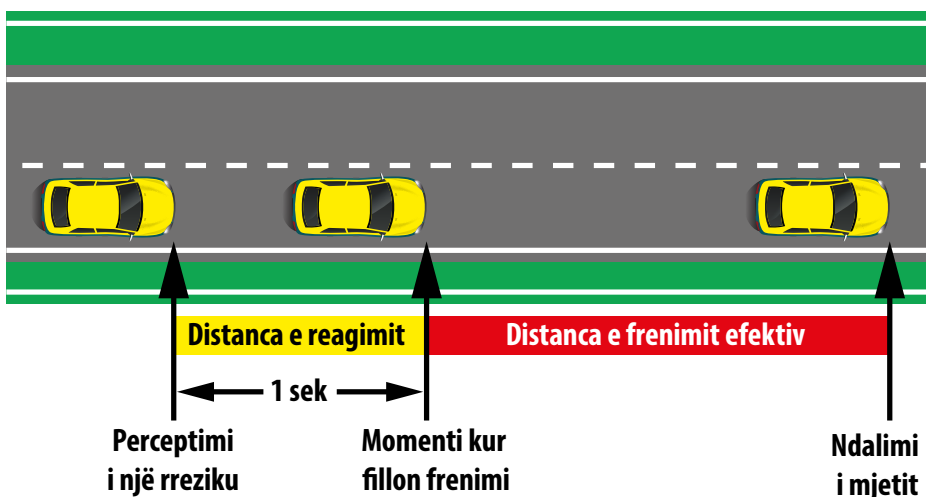 Distanca e reagimit
Distanca e frenimit efektiv
1 sek
Perceptimi
i një rreziku
Momenti kur
fillon frenimi
Ndalimi
i mjetit